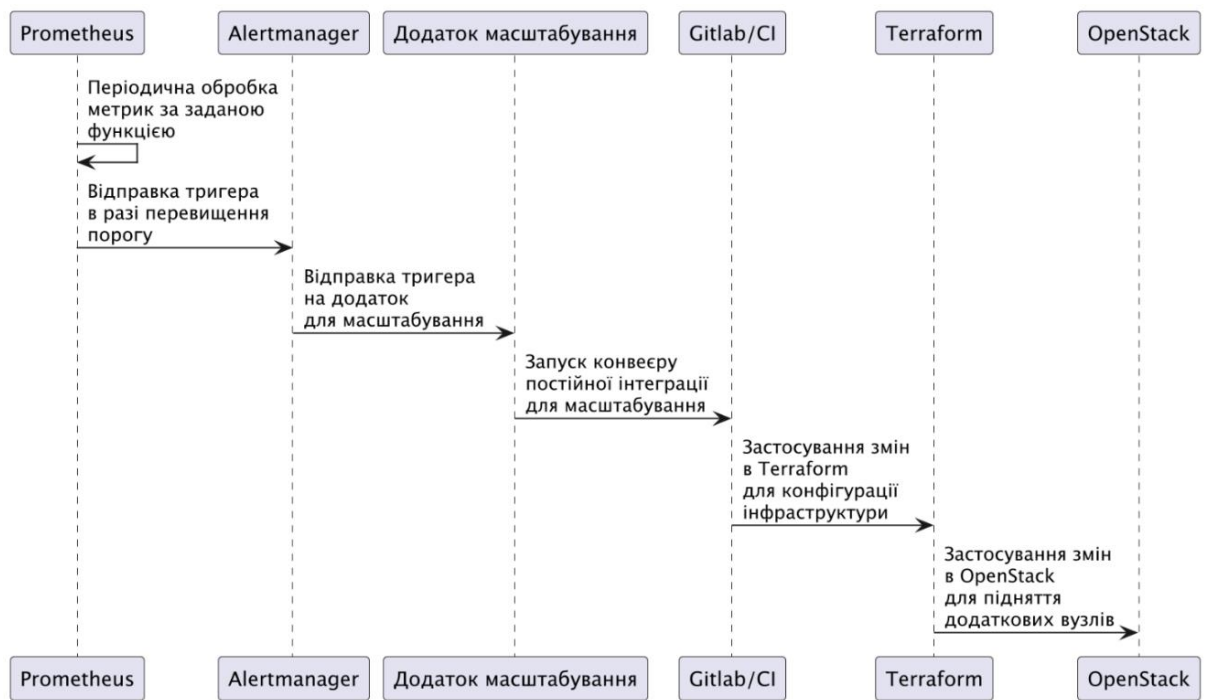 Prometheus
Alertmanager
Додаток масштабування
Gitlab/CI
Terraform
OpenStack
Періодична обробка
метрик за заданою
функцією
Відправка тригера
в разі перевищення
порогу
Відправка тригера
на додаток
для масштабування
Запуск конвеєру
постійної інтеграції
для масштабування
Застосування змін
в Terraform
для конфігурації
інфраструктури
Застосування змін
в OpenStack
для підняття
додаткових вузлів
Prometheus
Alertmanager
Додаток масштабування
Gitlab/CI
Terraform
OpenStack